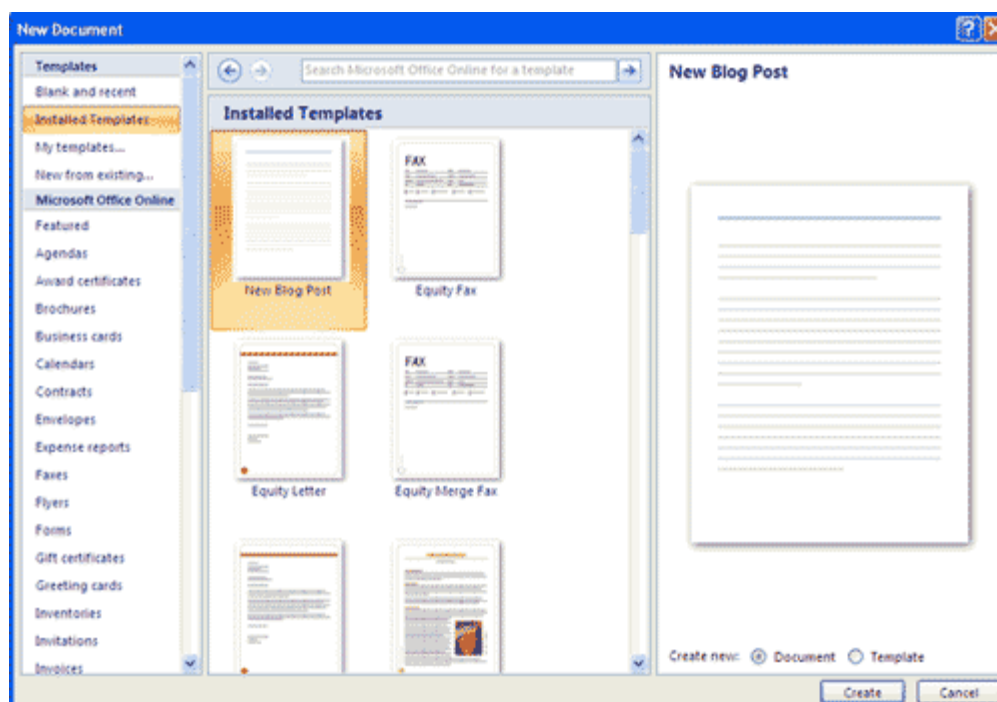 New Document
Templates
Blank and recent
Installed Templates
My templates...
New from existing...
Microsoft Office Online
Featured
Agendas
Award certificates
Brochures
Business cards
Calendars
Contracts
Envelopes
Expense reports
Faxes
Flyers
Forms
Gift certificates
Greeting cards
Inventories
Invitations
Invoices
Search Microsoft Office Online for a template
Installed Templates
FAX
New Blog Post
Equity Fax
FAX
Equity Letter
Equity Merge Fax
New Blog Post
Create new: Document Template
Create Cancel